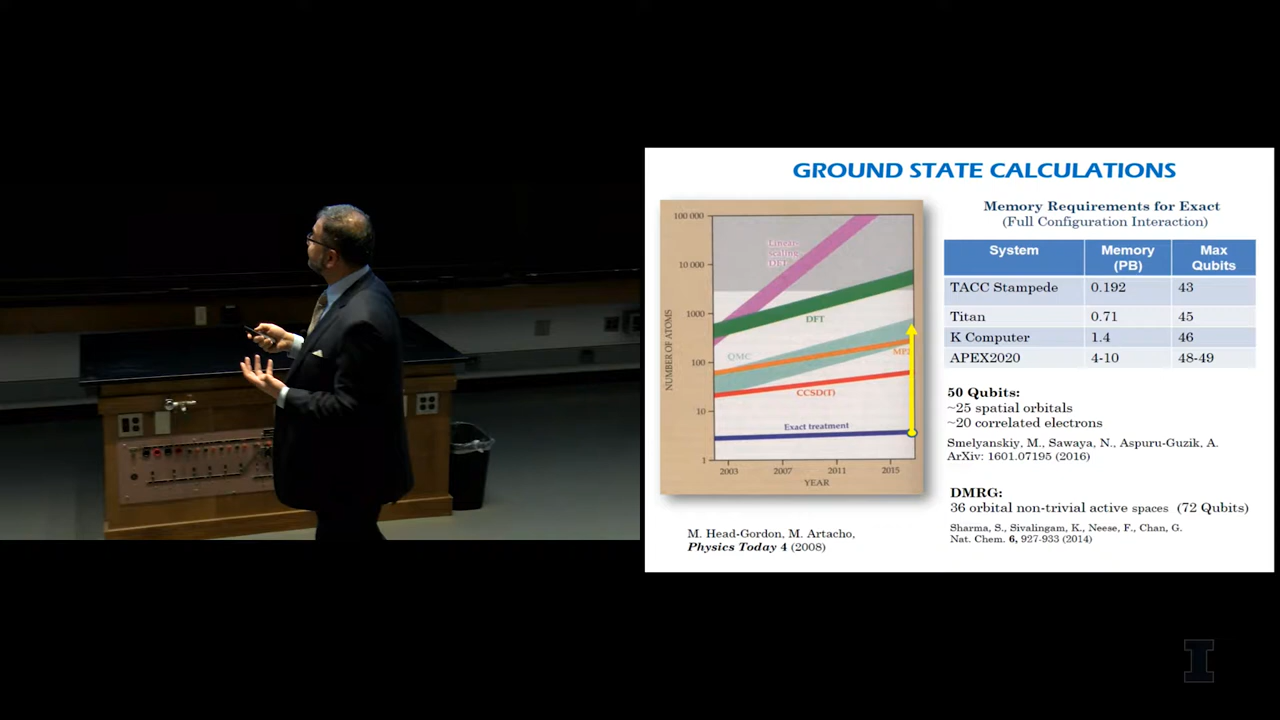 GROUND STATE CALCULATIONS
100 000
10 000
1000
100
10
1
NUMBER OF ATOMS
Linear
scaling
DFT
DFT
QMC
MP2
CCSD(T)
Exact treatment
2003 2007 2011 2015
YEAR
M. Head-Gordon, M. Artacho,
Physics Today 4 (2008)
Memory Requirements for Exact
(Full Configuration Interaction)
System Memory (PB) Max Qubits
TACC Stampede 0.192 43
Titan 0.71 45
K Computer 1.4 46
APEX2020 4-10 48-49
50 Qubits:
~25 spatial orbitals
~20 correlated electrons
Smelyanskiy, M., Sawaya, N., Aspuru-Guzik, A.
ArXiv: 1601.07195 (2016)
DMRG:
36 orbital non-trivial active spaces (72 Qubits)
Sharma, S., Sivalingam, K., Neese, F., Chan, G.
Nat. Chem. 6, 927-933 (2014)
I